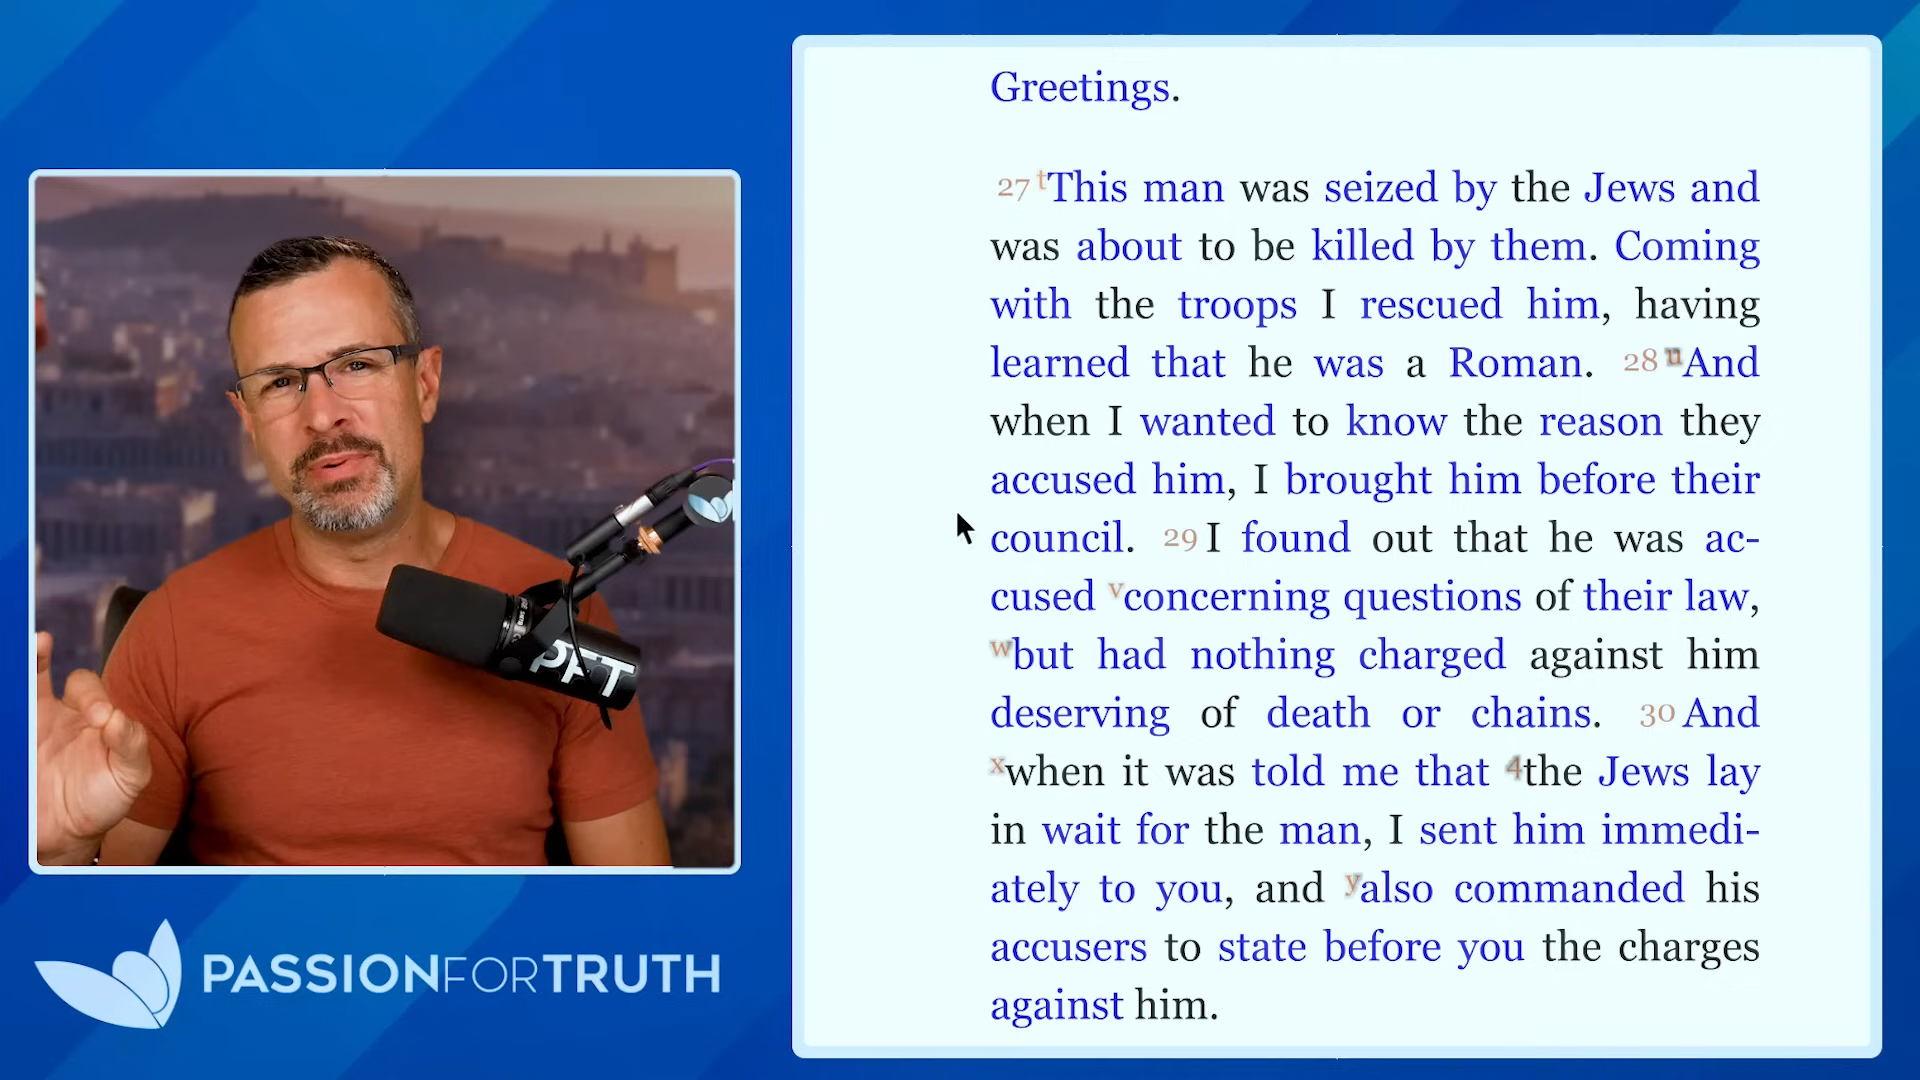 Greetings.
27 tThis man was seized by the Jews and
was about to be killed by them. Coming
with the troops I rescued him, having
learned that he was a Roman. 28 uAnd
when I wanted to know the reason they
accused him, I brought him before their
council. 29 I found out that he was ac-
cused vconcerning questions of their law,
wbut had nothing charged against him
deserving of death or chains. 30 And
xwhen it was told me that 4the Jews lay
in wait for the man, I sent him immedi-
ately to you, and yalso commanded his
accusers to state before you the charges
against him.
PFT
PASSIONFORTRUTH